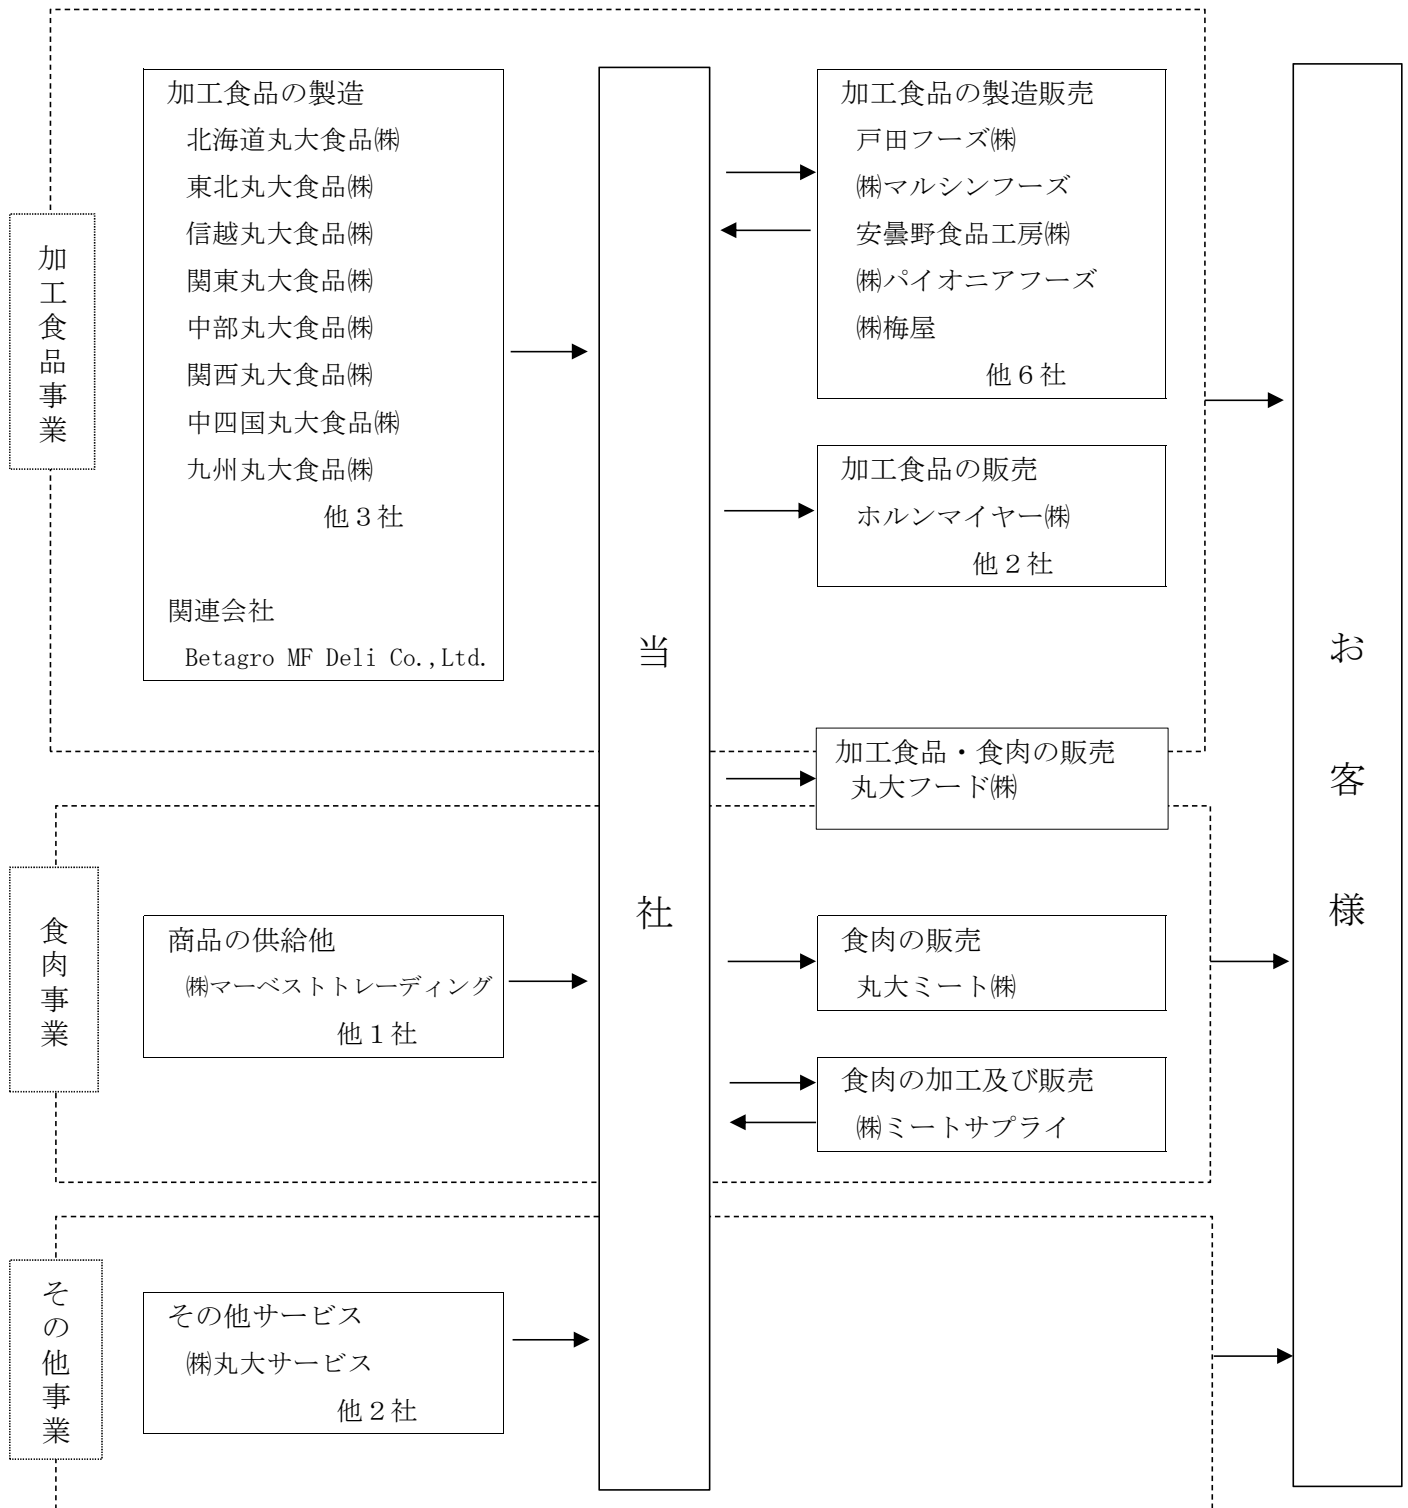 加工食品事業
加工食品の製造
北海道丸大食品㈱
東北丸大食品㈱
信越丸大食品㈱
関東丸大食品㈱
中部丸大食品㈱
関西丸大食品㈱
中四国丸大食品㈱
九州丸大食品㈱
他３社
関連会社
Betagro MF Deli Co.,Ltd.
当社
加工食品の製造販売
戸田フーズ㈱
㈱マルシンフーズ
安曇野食品工房㈱
㈱パイオニアフーズ
㈱梅屋
他６社
加工食品の販売
ホルンマイヤー㈱
他２社
加工食品・食肉の販売
丸大フード㈱
お客様
食肉事業
商品の供給他
㈱マーベストトレーディング
他１社
食肉の販売
丸大ミート㈱
食肉の加工及び販売
㈱ミートサプライ
その他事業
その他サービス
㈱丸大サービス
他２社